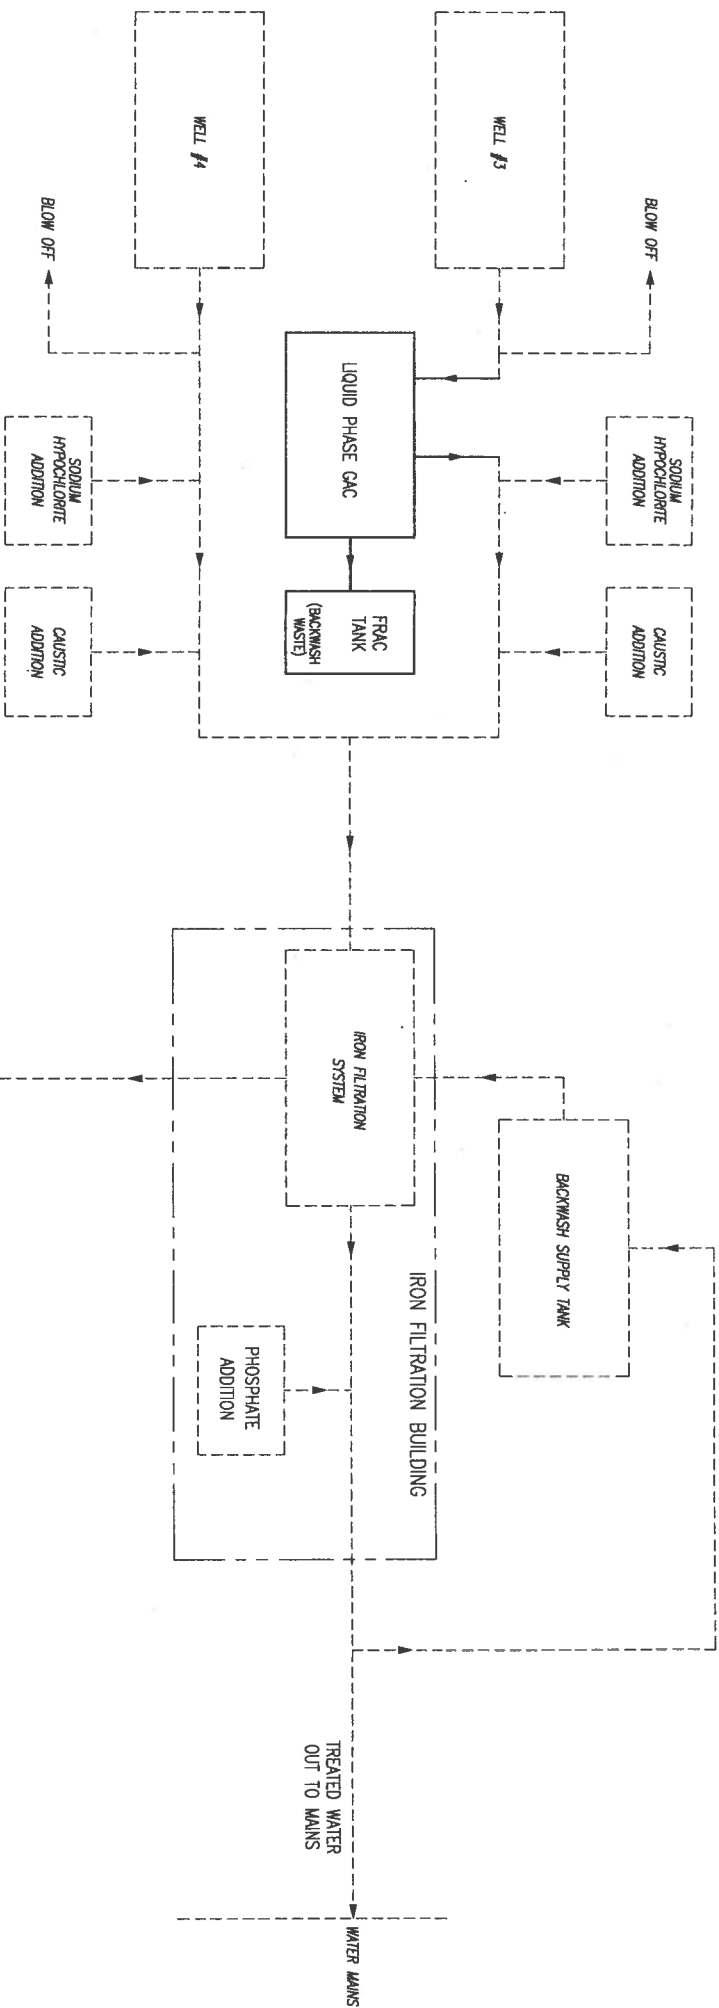 BLOW OFF
WELL #3
SODIUM
HYPOCHLORITE
ADDITION
CAUSTIC
ADDITION
LIQUID PHASE GAC
FRAC
TANK
(BACKWASH
WASTE)
WELL #4
BLOW OFF
SODIUM
HYPOCHLORITE
ADDITION
CAUSTIC
ADDITION
BACKWASH SUPPLY TANK
IRON FILTRATION BUILDING
IRON FILTRATION
SYSTEM
PHOSPHATE
ADDITION
TREATED WATER
OUT TO MAINS
WATER MAINS